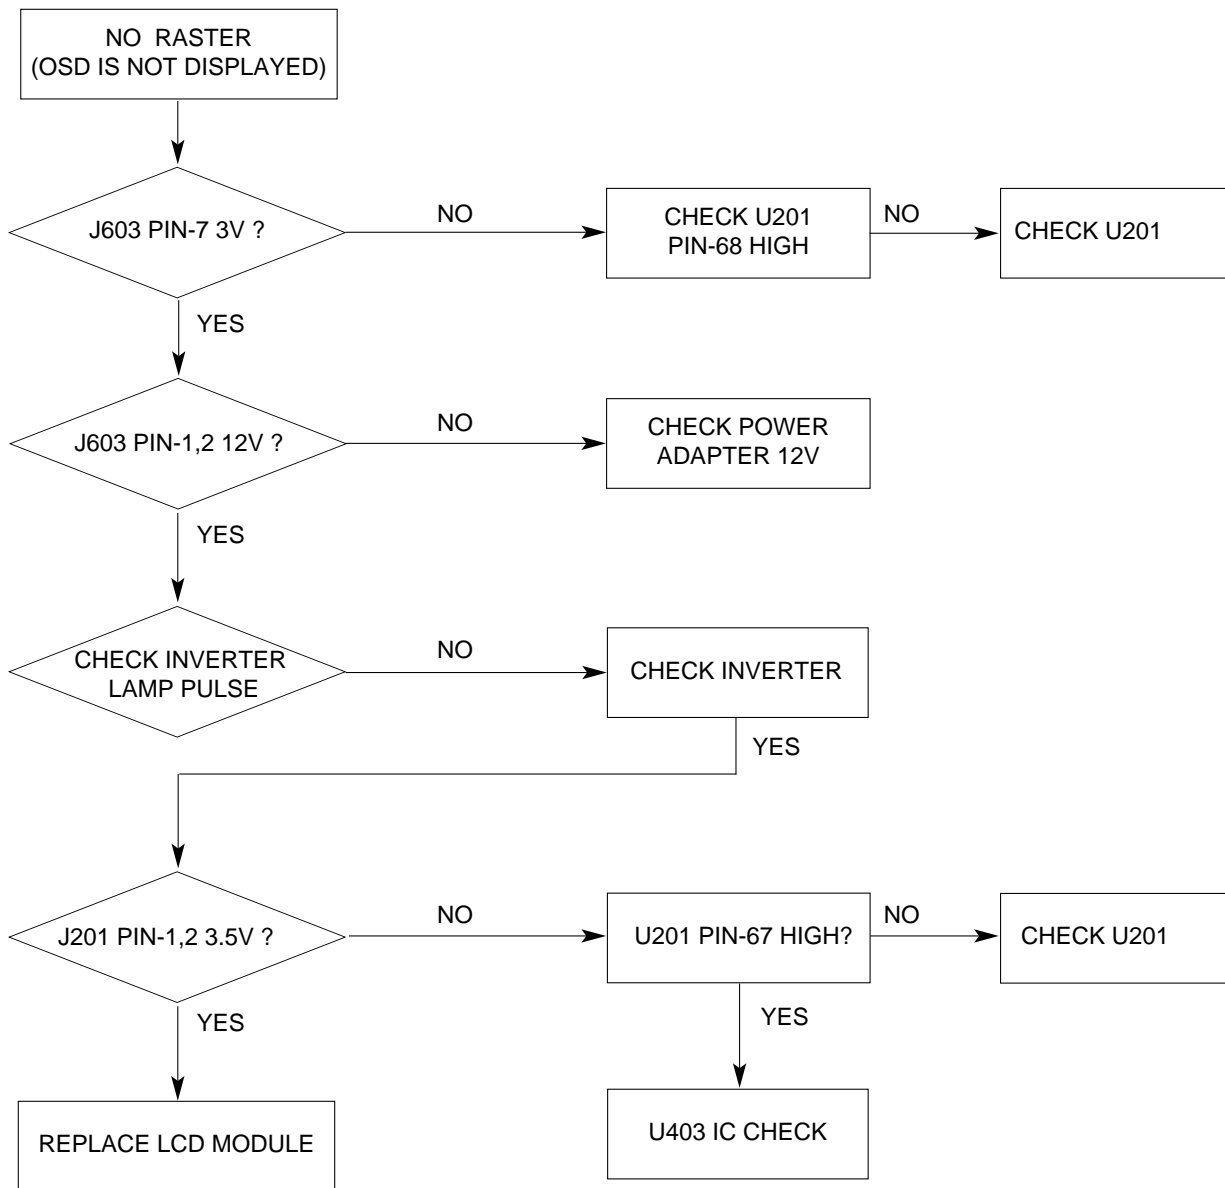 NO RASTER
(OSD IS NOT DISPLAYED)
J603 PIN-7 3V ?
NO
CHECK U201
PIN-68 HIGH
NO
CHECK U201
YES
J603 PIN-1,2 12V ?
NO
CHECK POWER
ADAPTER 12V
YES
CHECK INVERTER
LAMP PULSE
NO
CHECK INVERTER
YES
J201 PIN-1,2 3.5V ?
NO
U201 PIN-67 HIGH?
NO
CHECK U201
YES
YES
REPLACE LCD MODULE
U403 IC CHECK